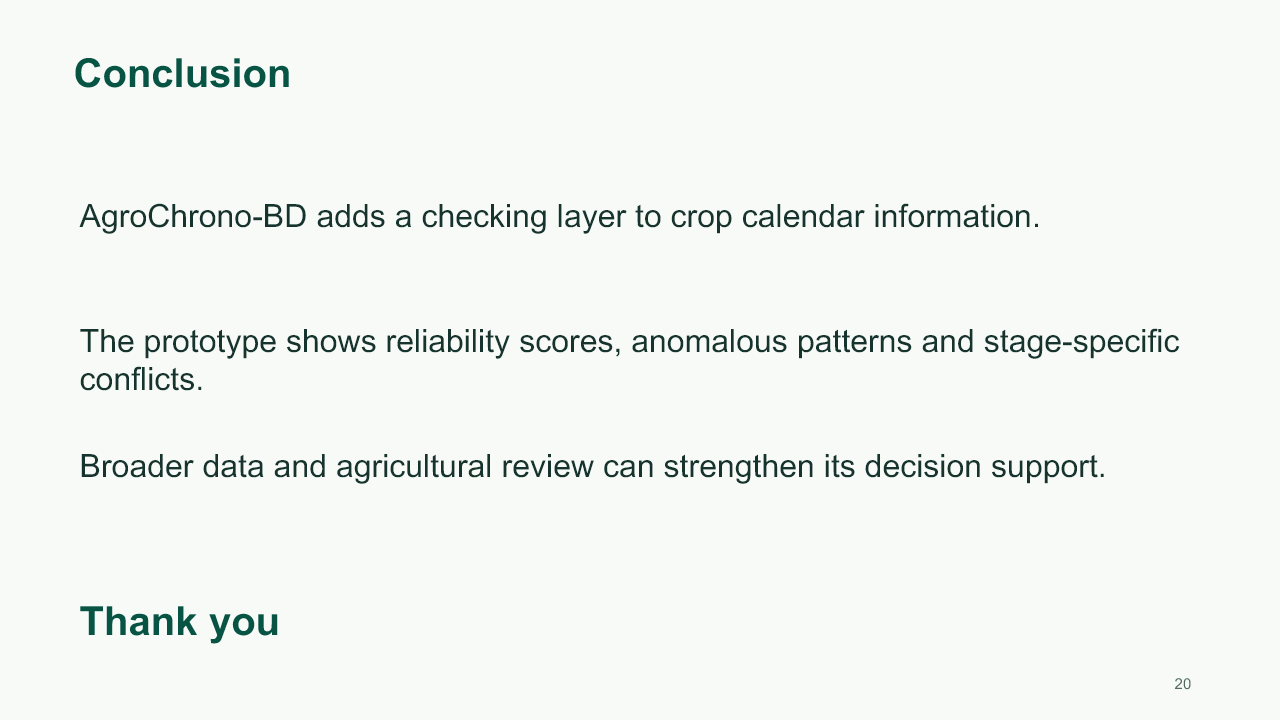 Conclusion
AgroChrono-BD adds a checking layer to crop calendar information.
The prototype shows reliability scores, anomalous patterns and stage-specific
conflicts.
Broader data and agricultural review can strengthen its decision support.
Thank you
20